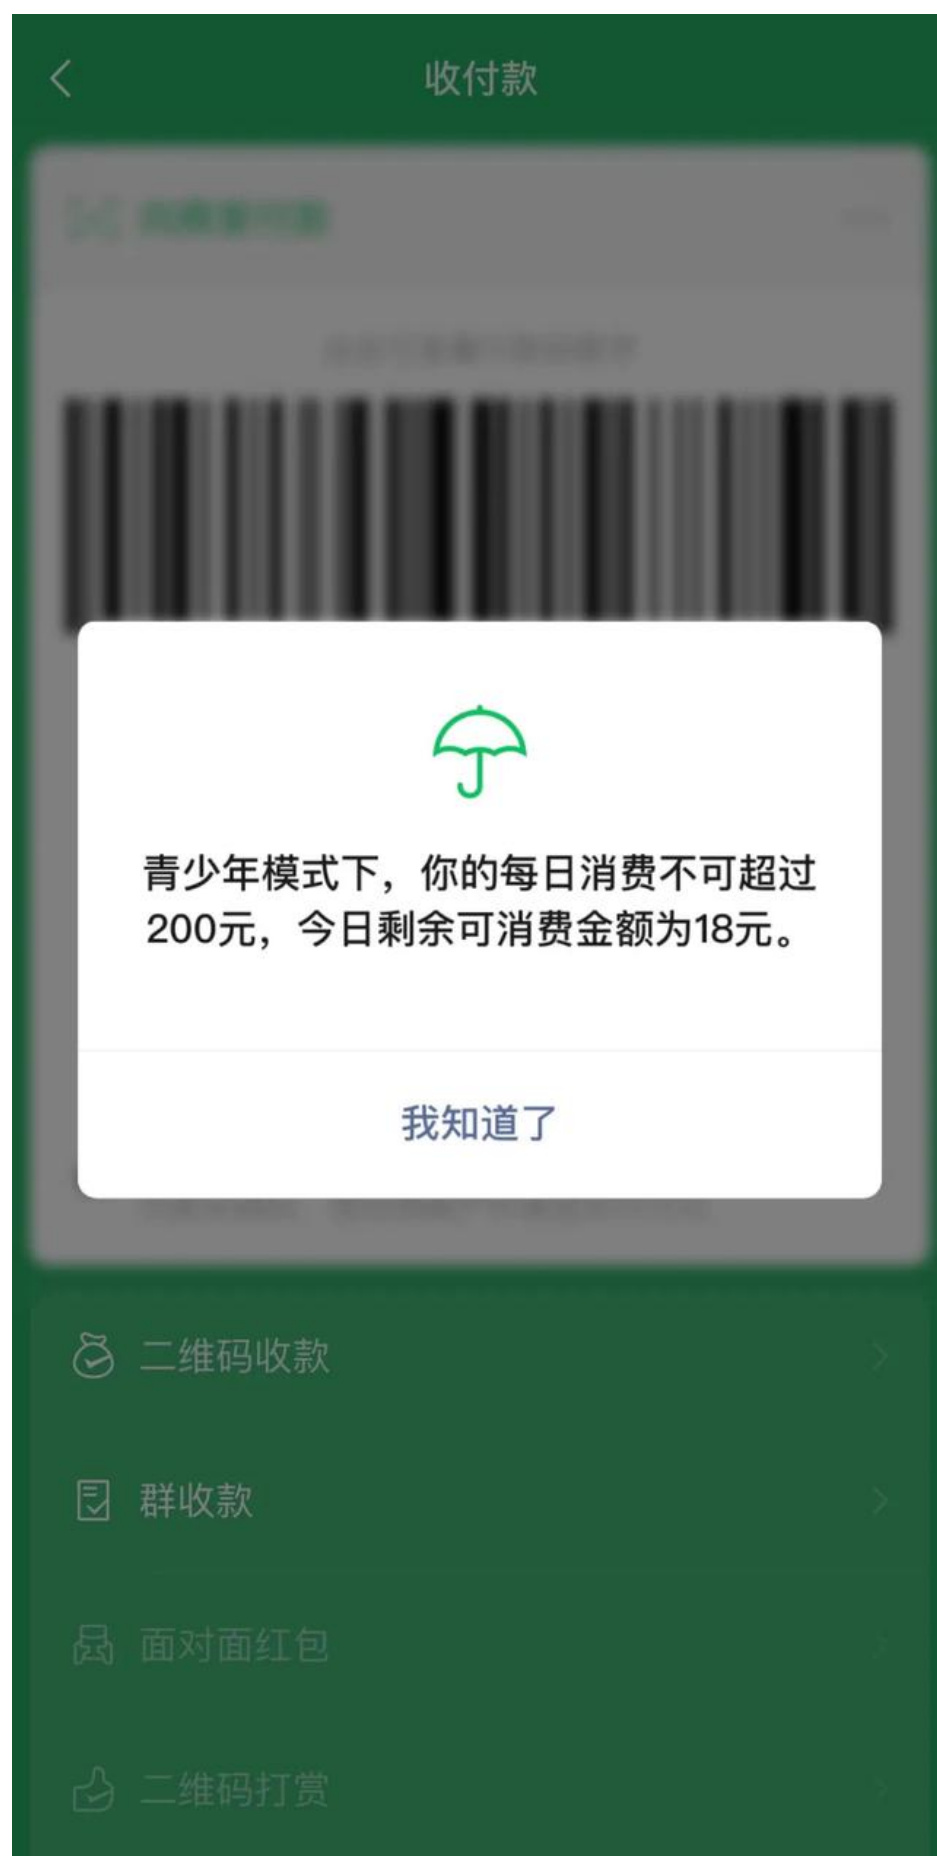 收付款
青少年模式下，你的每日消费不可超过
200元，今日剩余可消费金额为18元。
我知道了
二维码收款
群收款
面对面红包
二维码打赏